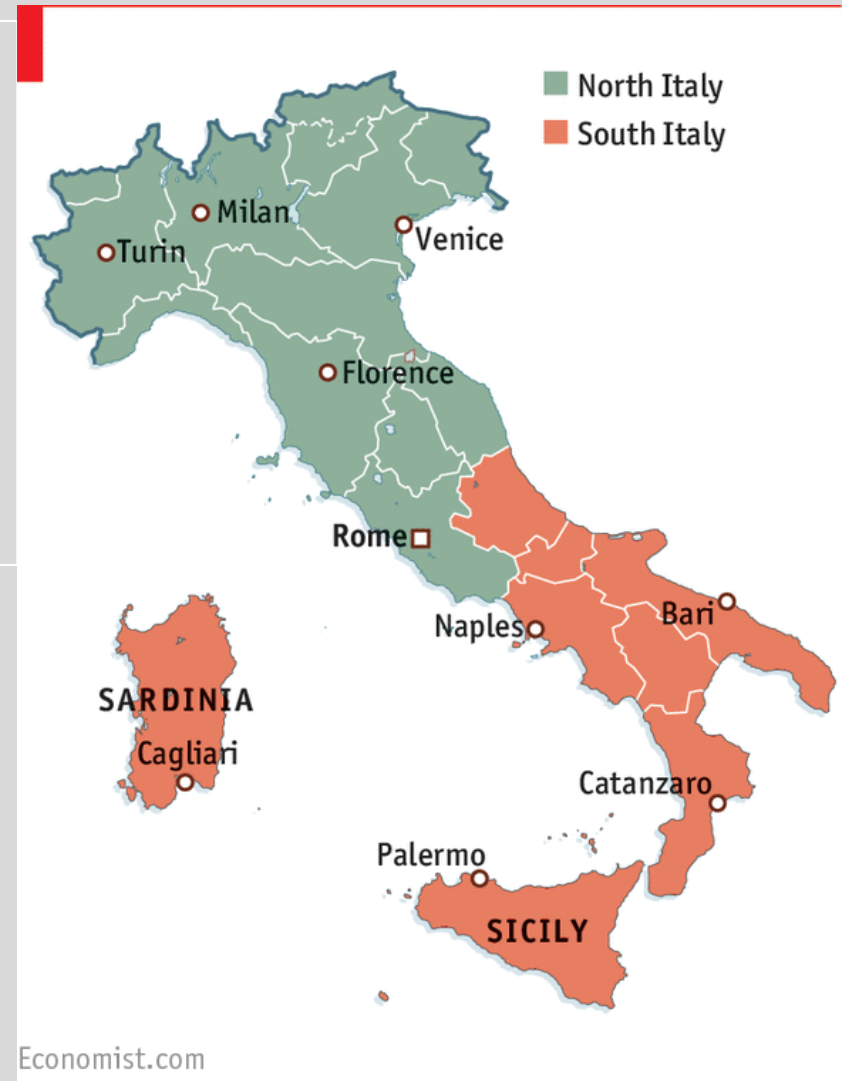 North Italy
South Italy
Milan
Turin
Venice
Florence
Rome
Bari
Naples
SARDINIA
Cagliari
Catanzaro
Palermo
SICILY
Economist.com